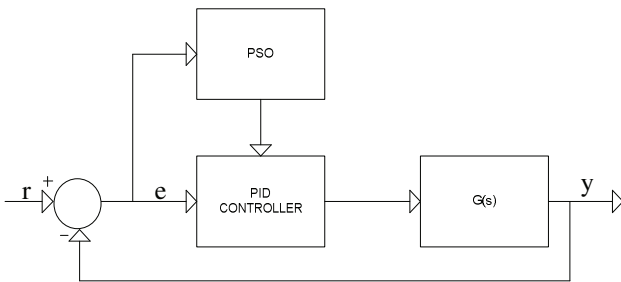 PSO
+
r
e
PID
CONTROLLER
G(s)
y
−